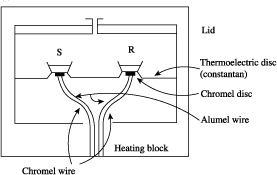 Lid
S
R
Thermoelectric disc
(constantan)
Chromel disc
Alumel wire
Heating block
Chromel wire